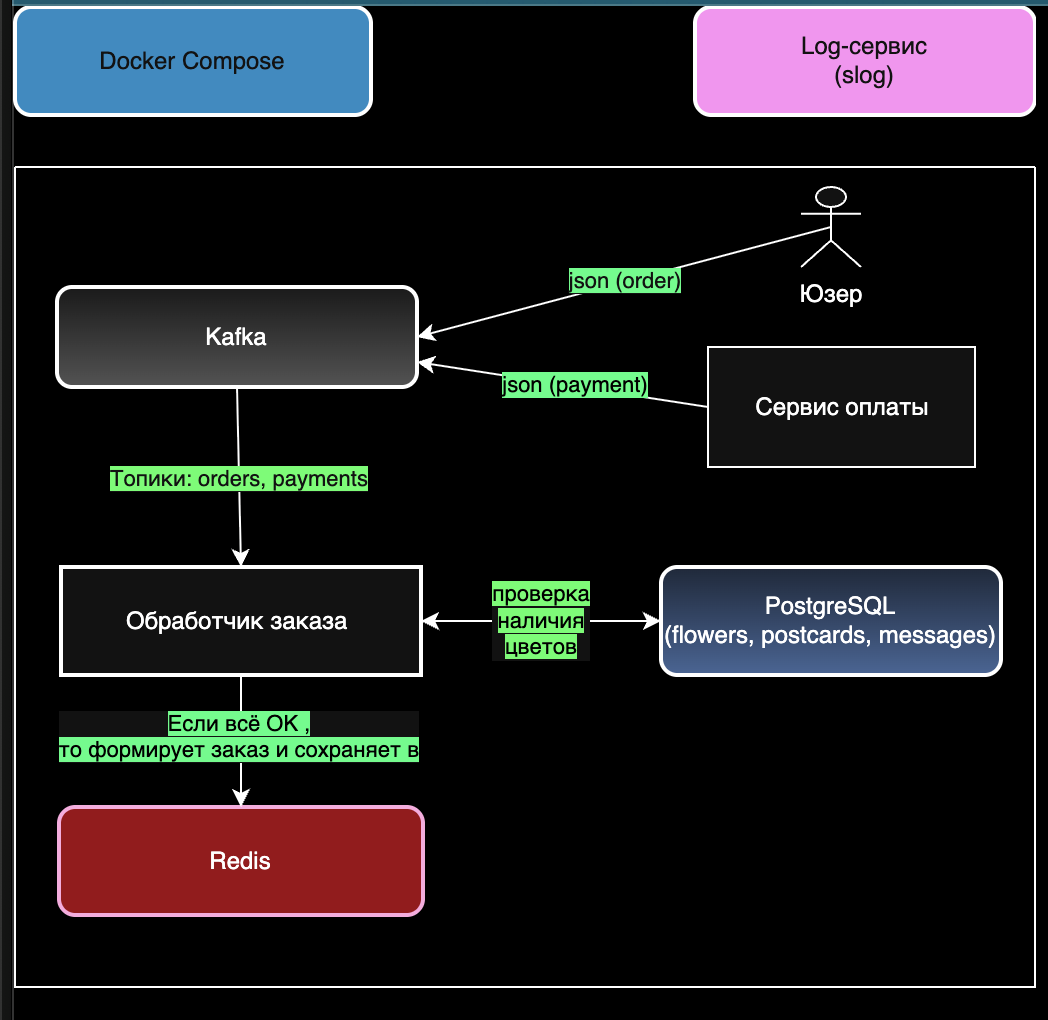 Docker Compose
Log-сервис
(slog)
json (order)
Юзер
Kafka
json (payment)
Сервис оплаты
Топики: orders, payments
Обработчик заказа
проверка
наличия
цветов
PostgreSQL
(flowers, postcards, messages)
Если всё OK ,
то формирует заказ и сохраняет в
Redis